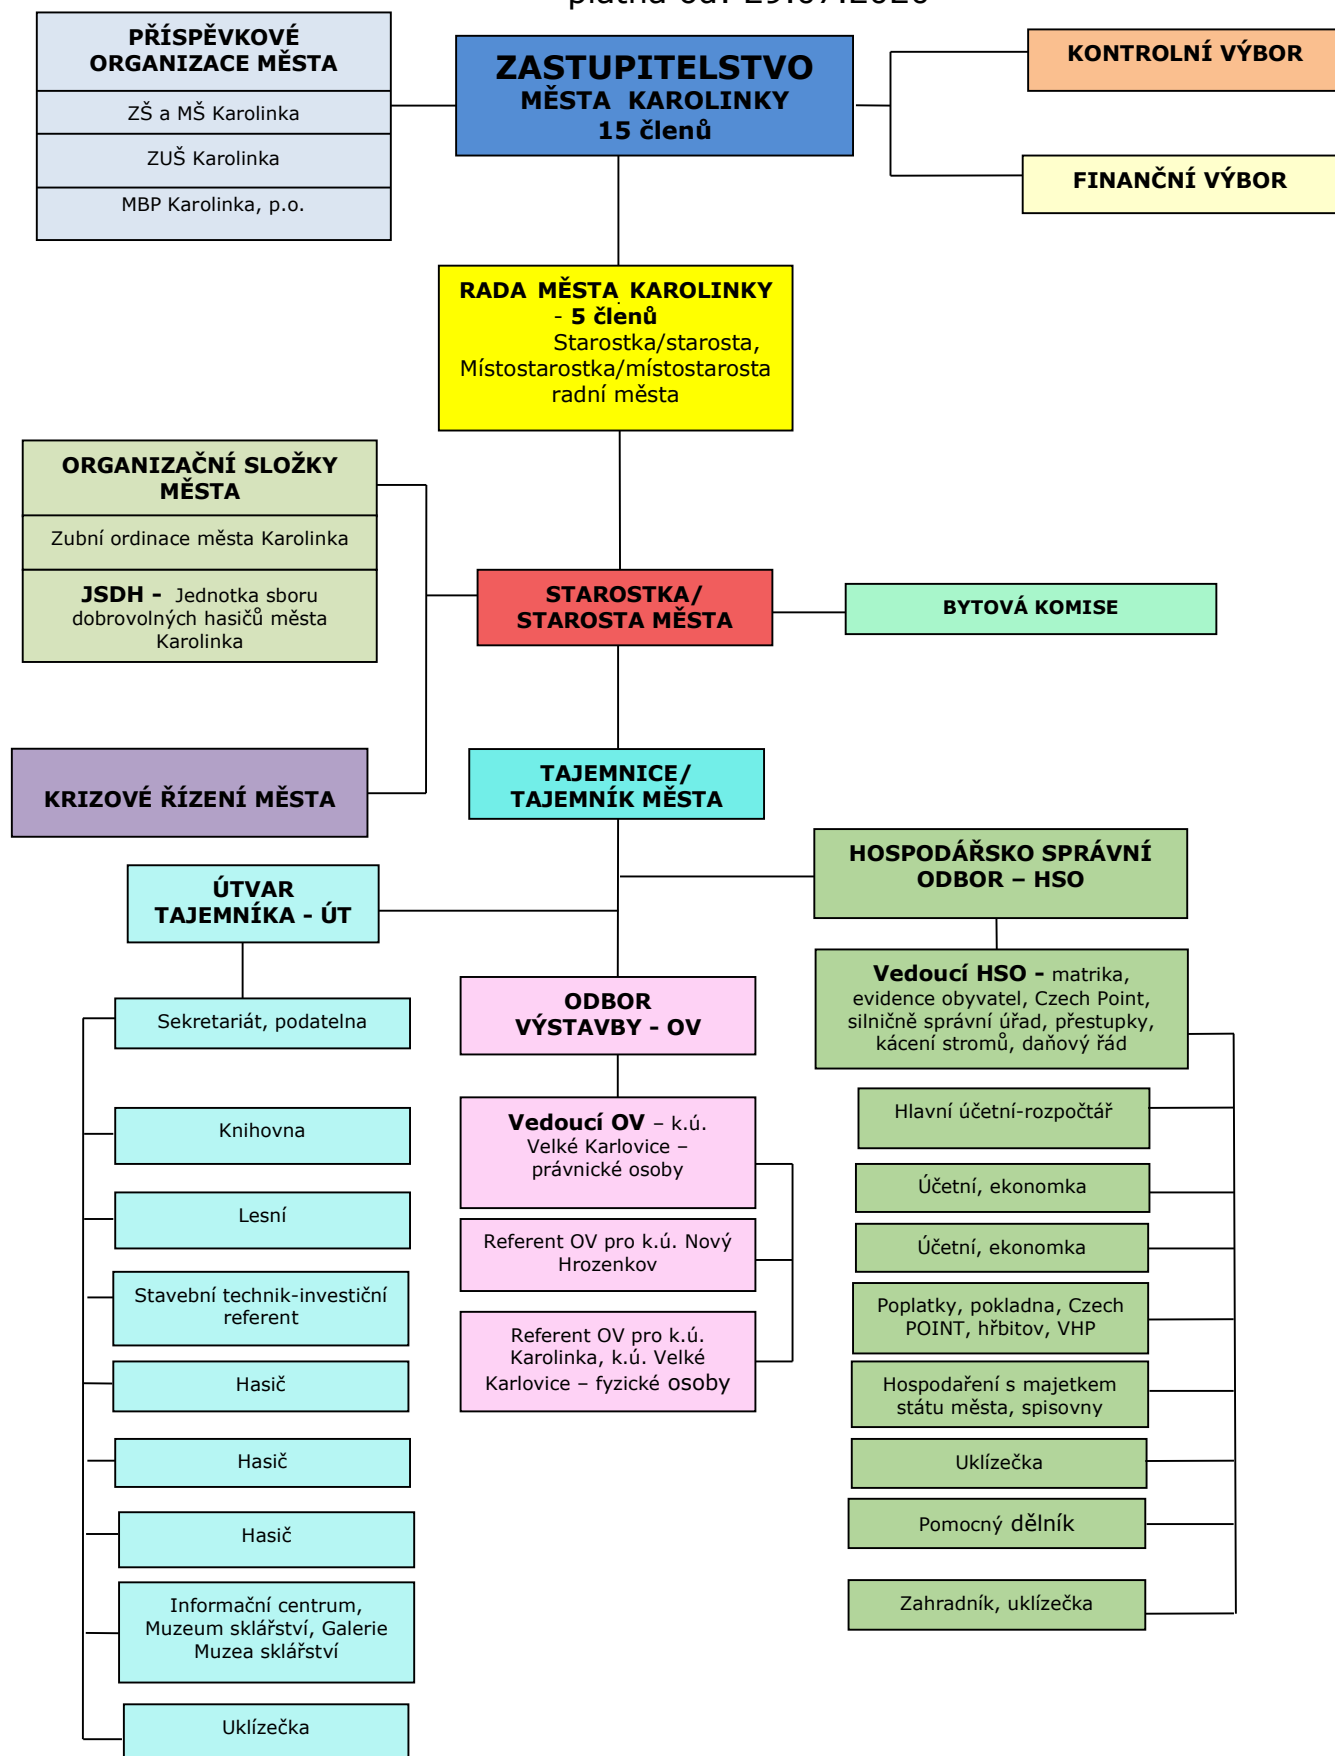 PŘÍSPĚVKOVÉ
ORGANIZACE MĚSTA
ZŠ a MŠ Karolinka
ZUŠ Karolinka
MBP Karolinka, p.o.
ZASTUPITELSTVO
MĚSTA KAROLINKY
15 členů
KONTROLNÍ VÝBOR
FINANČNÍ VÝBOR
RADA MĚSTA KAROLINKY
- 5 členů
Starostka/starosta,
Místostarostka/místostarosta
radní města
ORGANIZAČNÍ SLOŽKY
MĚSTA
Zubní ordinace města Karolinka
JSDH - Jednotka sboru
dobrovolných hasičů města
Karolinka
STAROSTKA/
STAROSTA MĚSTA
BYTOVÁ KOMISE
KRIZOVÉ ŘÍZENÍ MĚSTA
TAJEMNICE/
TAJEMNÍK MĚSTA
ÚTVAR
TAJEMNÍKA - ÚT
Sekretariát, podatelna
Knihovna
Lesní
Stavební technik-investiční
referent
Hasič
Hasič
Hasič
Informační centrum,
Muzeum sklářství, Galerie
Muzea sklářství
Uklízečka
ODBOR
VÝSTAVBY - OV
Vedoucí OV – k.ú.
Velké Karlovice –
právnické osoby
Referent OV pro k.ú. Nový
Hrozenkov
Referent OV pro k.ú.
Karolinka, k.ú. Velké
Karlovice – fyzické osoby
HOSPODÁŘSKO SPRÁVNÍ
ODBOR – HSO
Vedoucí HSO - matrika,
evidence obyvatel, Czech Point,
silničně správní úřad, přestupky,
kácení stromů, daňový řád
Hlavní účetní-rozpočtář
Účetní, ekonomka
Účetní, ekonomka
Poplatky, pokladna, Czech
POINT, hřbitov, VHP
Hospodaření s majetkem
státu města, spisovny
Uklízečka
Pomocný dělník
Zahradník, uklízečka